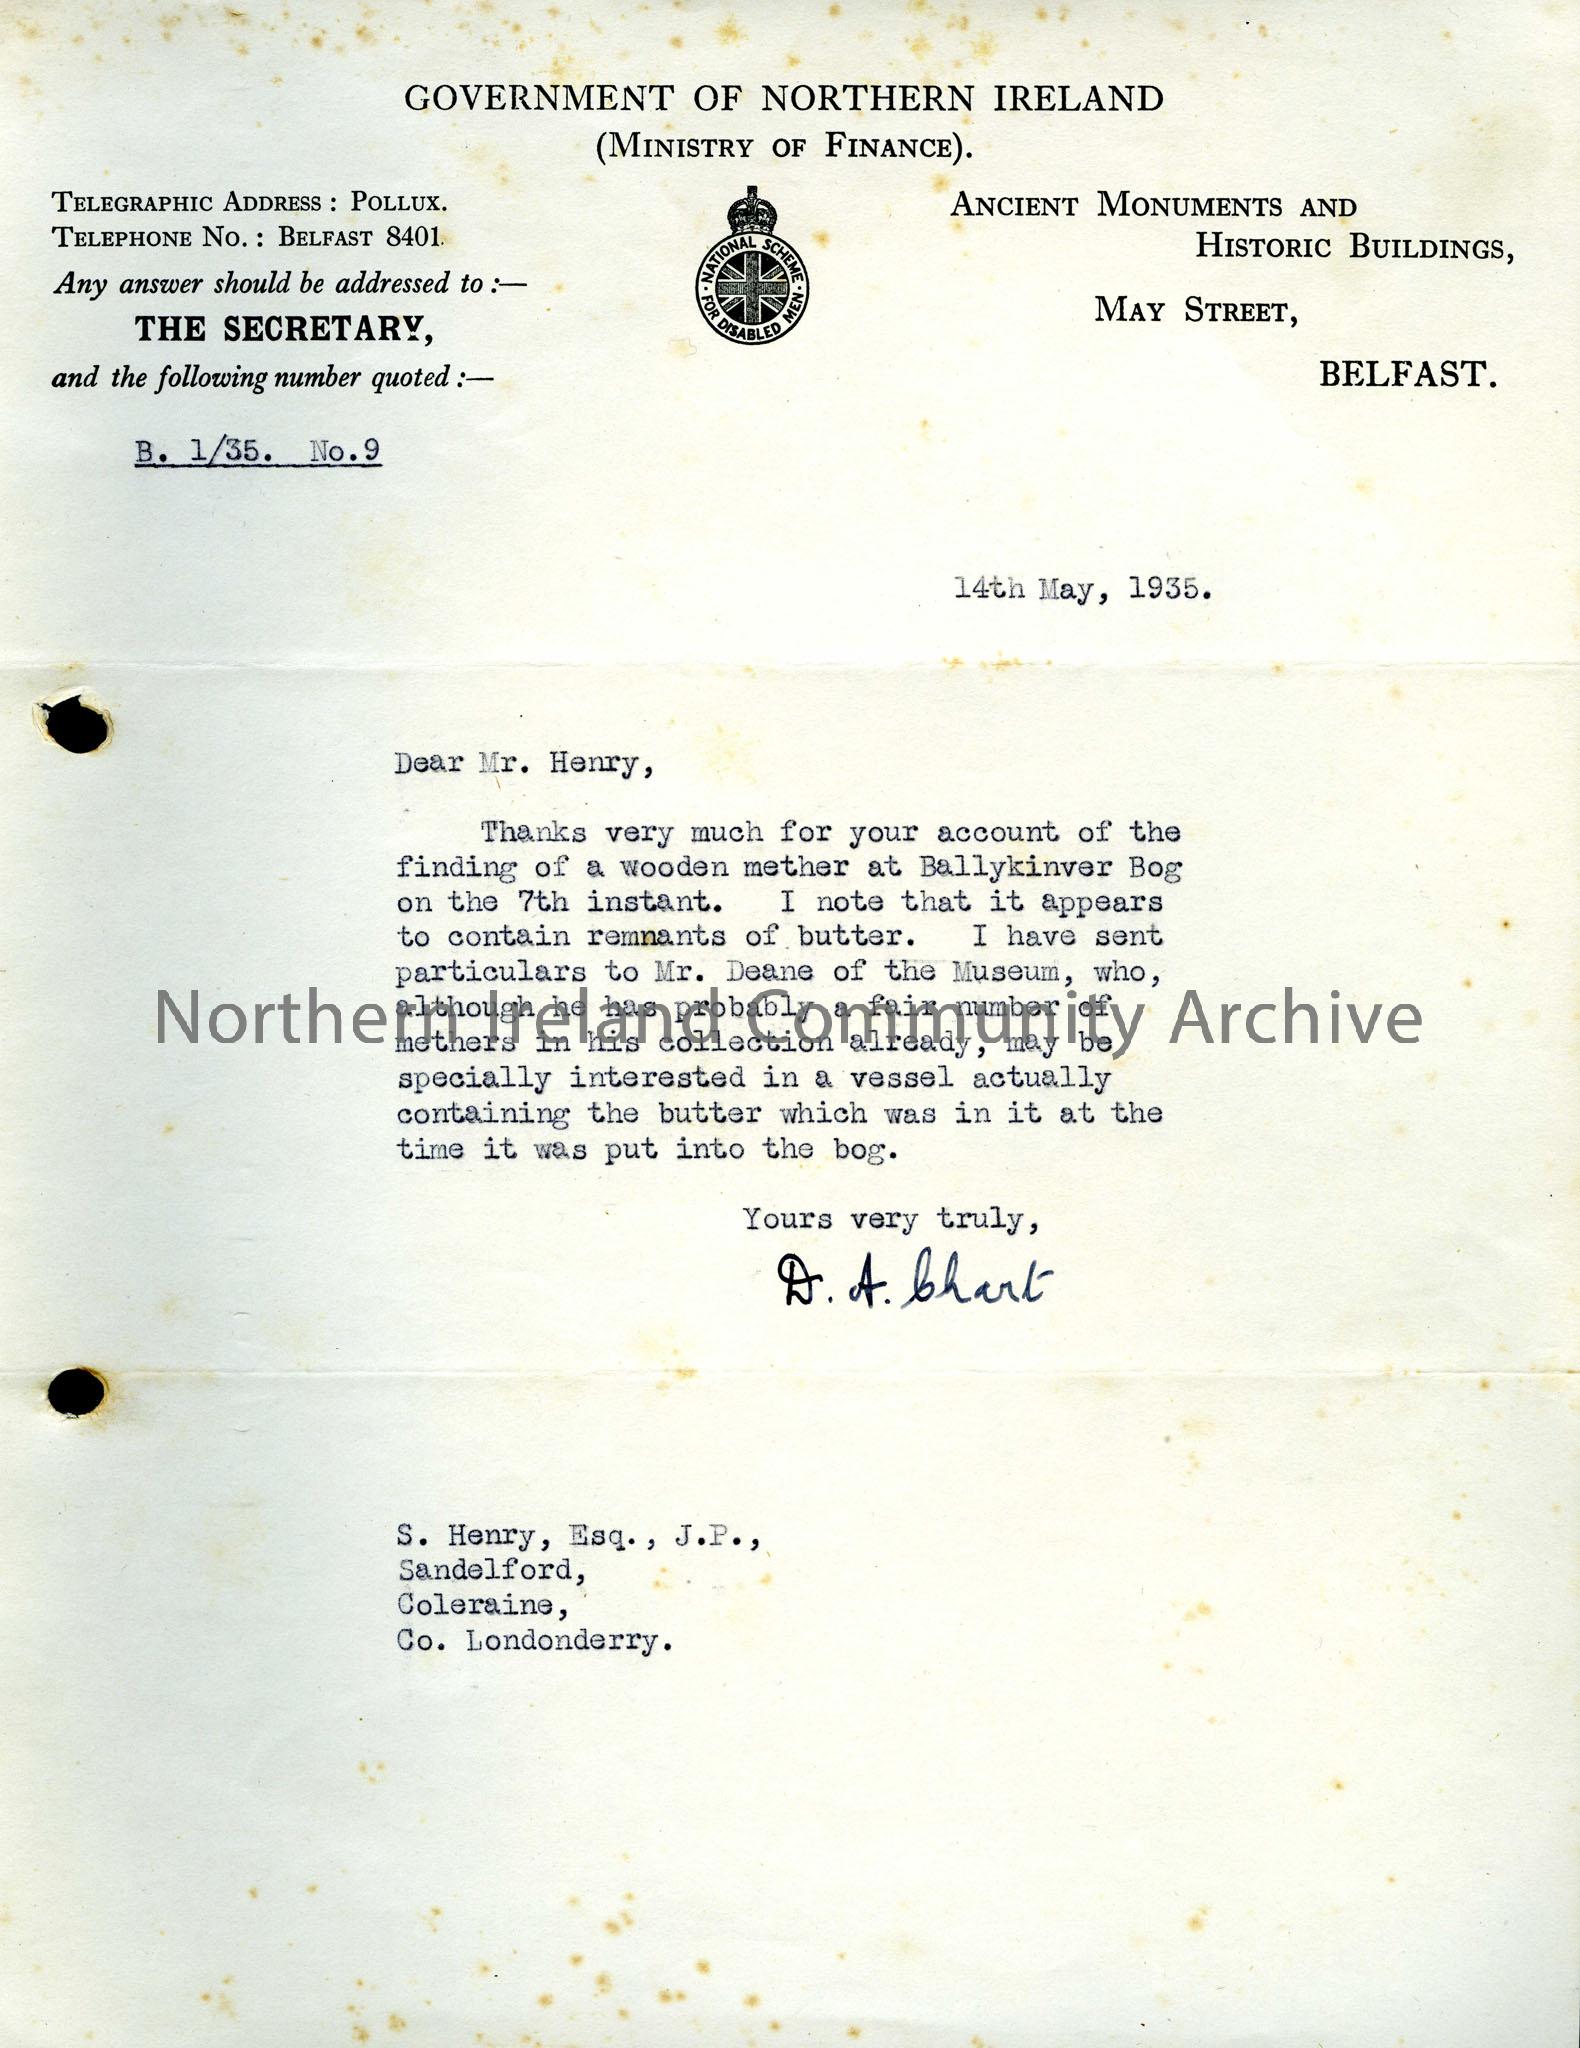 GOVERNMENT OF NORTHERN IRELAND
(MINISTRY OF FINANCE).
TELEGRAPHIC ADDRESS : POLLUX.
TELEPHONE NO. : BELFAST 8401.
Any answer should be addressed to :—
THE SECRETARY,
and the following number quoted :—
B. 1/35. No.9
NATIONAL SCHEME
FOR DISABLED MEN
ANCIENT MONUMENTS AND
HISTORIC BUILDINGS,
MAY STREET,
BELFAST.
14th May, 1935.
Dear Mr. Henry,
Thanks very much for your account of the
finding of a wooden mether at Ballykinver Bog
on the 7th instant. I note that it appears
to contain remnants of butter. I have sent
particulars to Mr. Deane of the Museum, who,
although he has probably a fair number of
methers in his collection already, may be
specially interested in a vessel actually
containing the butter which was in it at the
time it was put into the bog.
Northern Ireland Community Archive
Yours very truly,
D. A. Chart
S. Henry, Esq., J.P.,
Sandelford,
Coleraine,
Co. Londonderry.